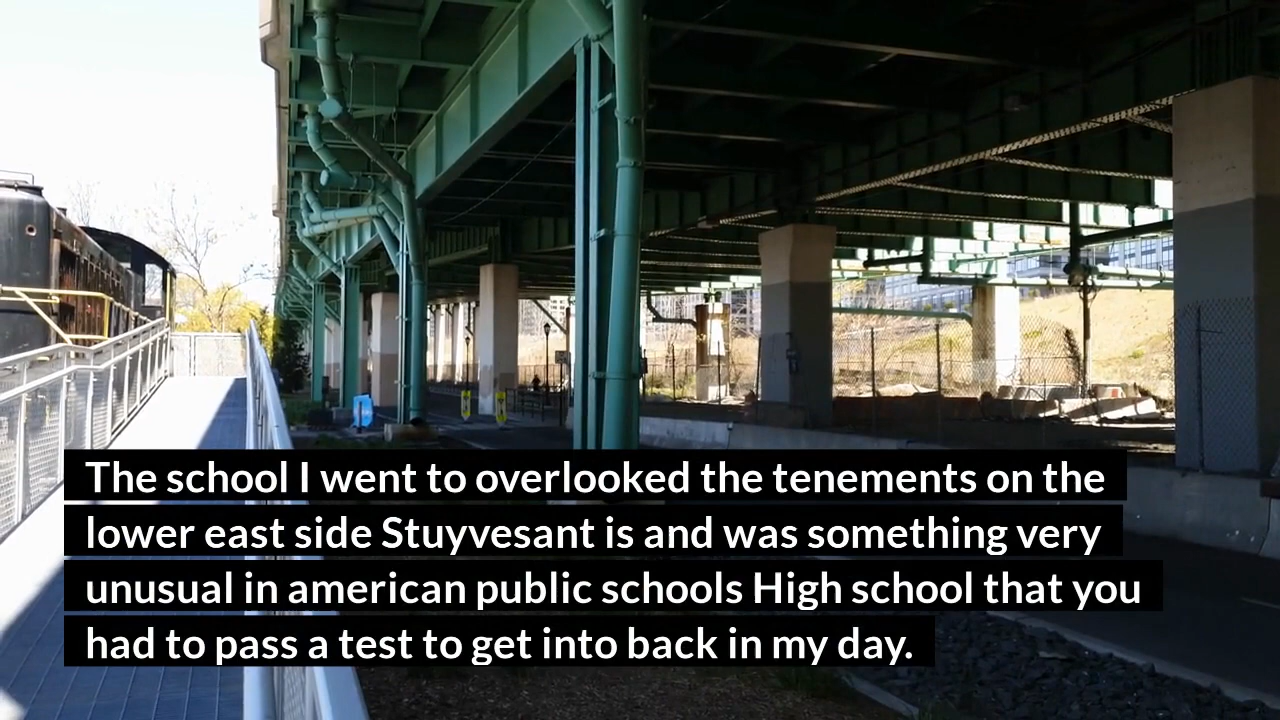 The school I went to overlooked the tenements on the
lower east side Stuyvesant is and was something very
unusual in american public schools High school that you
had to pass a test to get into back in my day.